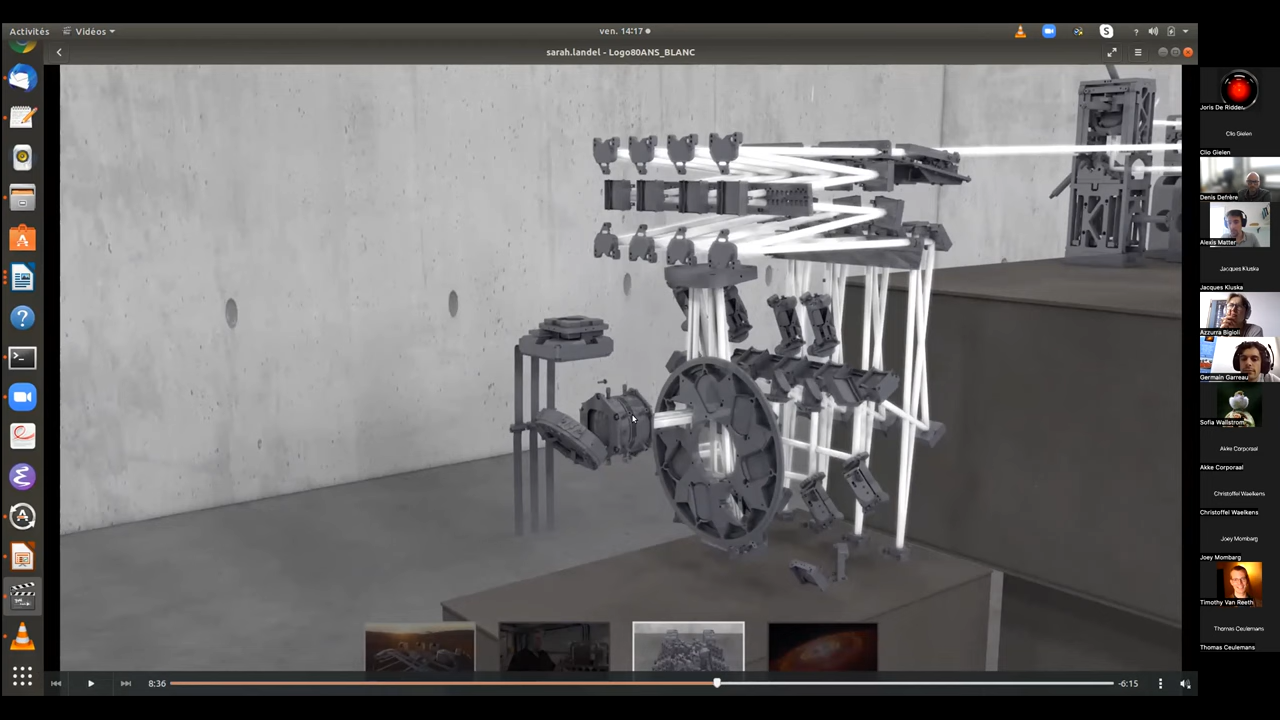 Activités
Vidéos
ven. 14:17
S
?
sarah.landel - Logo80ANS_BLANC
8:36
-6:15
Joris De Ridder
Clio Gielen
Clio Gielen
Denis Defrère
Alexis Matter
Jacques Kluska
Jacques Kluska
Azzurra Bigioli
Germain Garreau
Sofia Wallstrom
Akke Corporaal
Akke Corporaal
Christoffel Waelkens
Christoffel Waelkens
Joey Mombarg
Joey Mombarg
Timothy Van Reeth
Thomas Ceulemans
Thomas Ceulemans